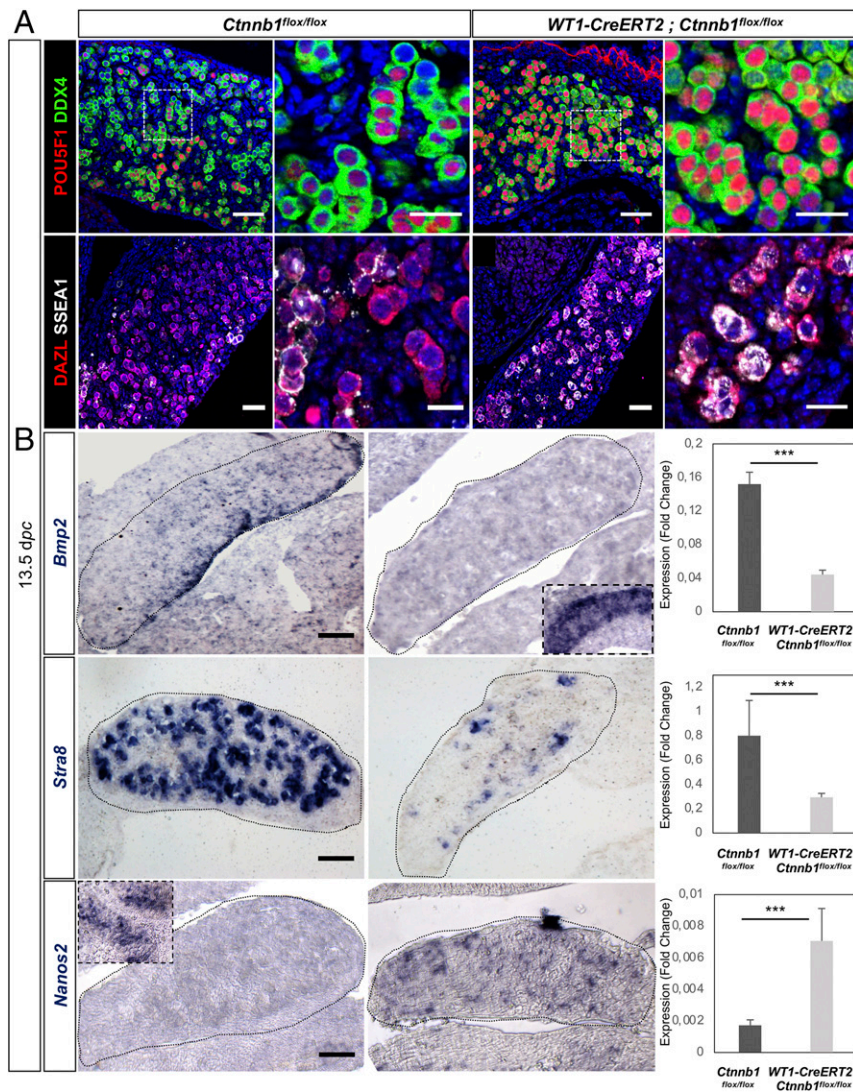 A
Ctnnb1flox/flox
WT1-CreERT2 ; Ctnnb1flox/flox
POU5F1 DDX4
DAZL SSEA1
13.5 dpc
B
Bmp2
Expression (Fold Change)
0,2
0,16
0,12
0,08
0,04
0
***
Ctnnb1 WT1-CreERT2
flox/flox Ctnnb1flox/flox
Stra8
Expression (Fold Change)
1,2
1
0,8
0,6
0,4
0,2
0
***
Ctnnb1 WT1-CreERT2
flox/flox Ctnnb1flox/flox
Nanos2
Expression (Fold Change)
0,01
0,008
0,006
0,004
0,002
0
***
Ctnnb1 WT1-CreERT2
flox/flox Ctnnb1flox/flox